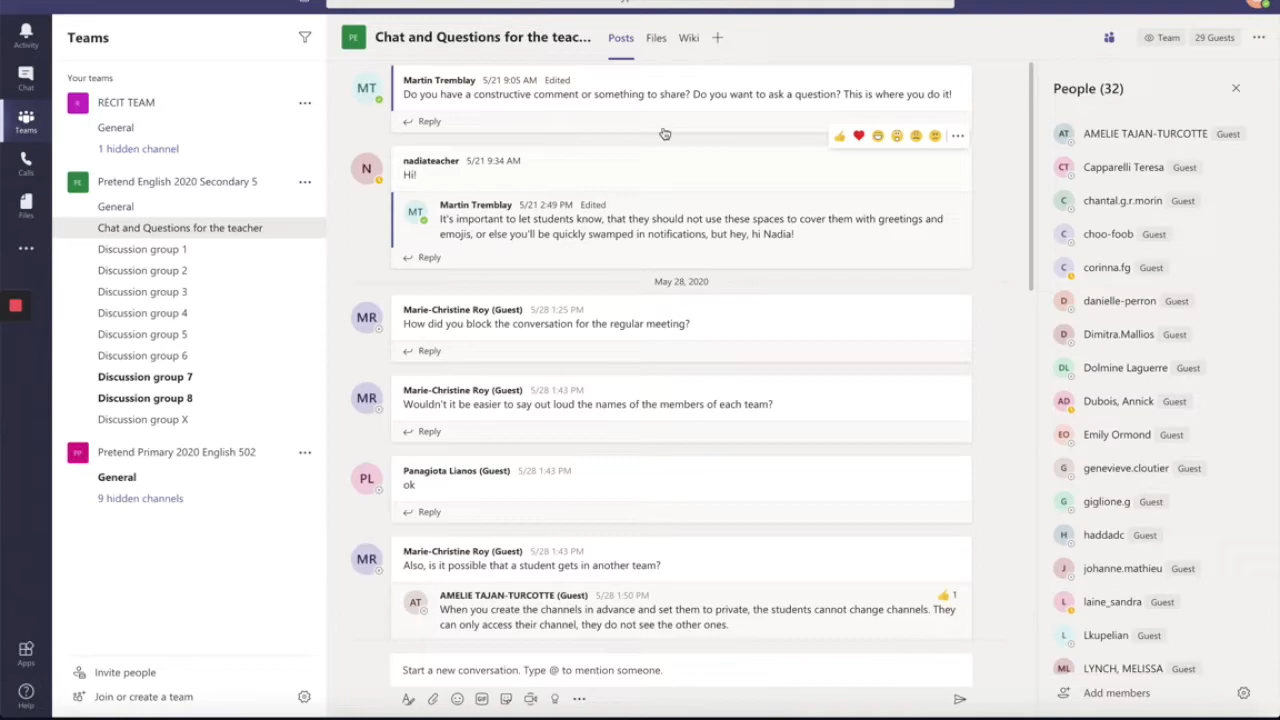 Teams
Chat and Questions for the teac...
Posts
Files
Wiki
Team
29 Guests
Activity
Chat
Teams
Calls
Files
Apps
Help
Your teams
R
RÉCIT TEAM
General
1 hidden channel
PE
Pretend English 2020 Secondary 5
General
Chat and Questions for the teacher
Discussion group 1
Discussion group 2
Discussion group 3
Discussion group 4
Discussion group 5
Discussion group 6
Discussion group 7
Discussion group 8
Discussion group X
PP
Pretend Primary 2020 English 502
General
9 hidden channels
Invite people
Join or create a team
PE
MT
Martin Tremblay 5/21 9:05 AM Edited
Do you have a constructive comment or something to share? Do you want to ask a question? This is where you do it!
Reply
N
nadiateacher 5/21 9:34 AM
Hi!
MT
Martin Tremblay 5/21 2:49 PM Edited
It's important to let students know, that they should not use these spaces to cover them with greetings and
emojis, or else you'll be quickly swamped in notifications, but hey, hi Nadia!
Reply
May 28, 2020
MR
Marie-Christine Roy (Guest) 5/28 1:25 PM
How did you block the conversation for the regular meeting?
Reply
MR
Marie-Christine Roy (Guest) 5/28 1:43 PM
Wouldn't it be easier to say out loud the names of the members of each team?
Reply
PL
Panagiota Lianos (Guest) 5/28 1:43 PM
ok
Reply
MR
Marie-Christine Roy (Guest) 5/28 1:43 PM
Also, is it possible that a student gets in another team?
AT
AMELIE TAJAN-TURCOTTE (Guest) 5/28 1:50 PM
1
When you create the channels in advance and set them to private, the students cannot change channels. They
can only access their channel, they do not see the other ones.
Start a new conversation. Type @ to mention someone.
GIF
People (32)
AT AMELIE TAJAN-TURCOTTE Guest
CT Capparelli Teresa Guest
C chantal.g.r.morin Guest
C choo-foob Guest
C corinna.fg Guest
D danielle-perron Guest
D Dimitra.Mallios Guest
DL Dolmine Laguerre Guest
AD Dubois, Annick Guest
EO Emily Ormond Guest
G genevieve.cloutier Guest
G giglione.g Guest
H haddadc Guest
J johanne.mathieu Guest
L laine_sandra Guest
L Lkupelian Guest
ML LYNCH, MELISSA Guest
Add members